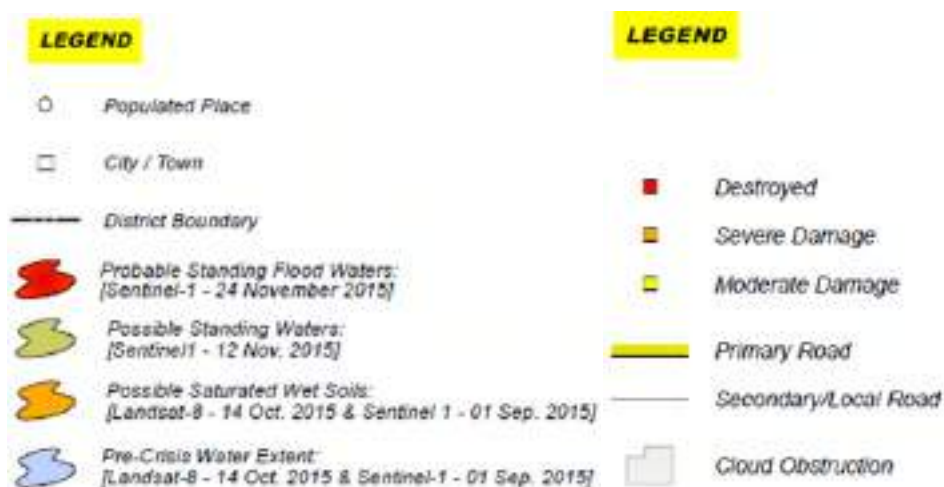 LEGEND
Populated Place
City / Town
District Boundary
Probable Standing Flood Waters:
[Sentinel-1 - 24 November 2015]
Possible Standing Waters:
[Sentinel1 - 12 Nov. 2015]
Possible Saturated Wet Soils:
[Landsat-8 - 14 Oct. 2015 & Sentinel 1 - 01 Sep. 2015]
Pre-Crisis Water Extent:
[Landsat-8 - 14 Oct. 2015 & Sentinel-1 - 01 Sep. 2015]
LEGEND
Destroyed
Severe Damage
Moderate Damage
Primary Road
Secondary/Local Road
Cloud Obstruction